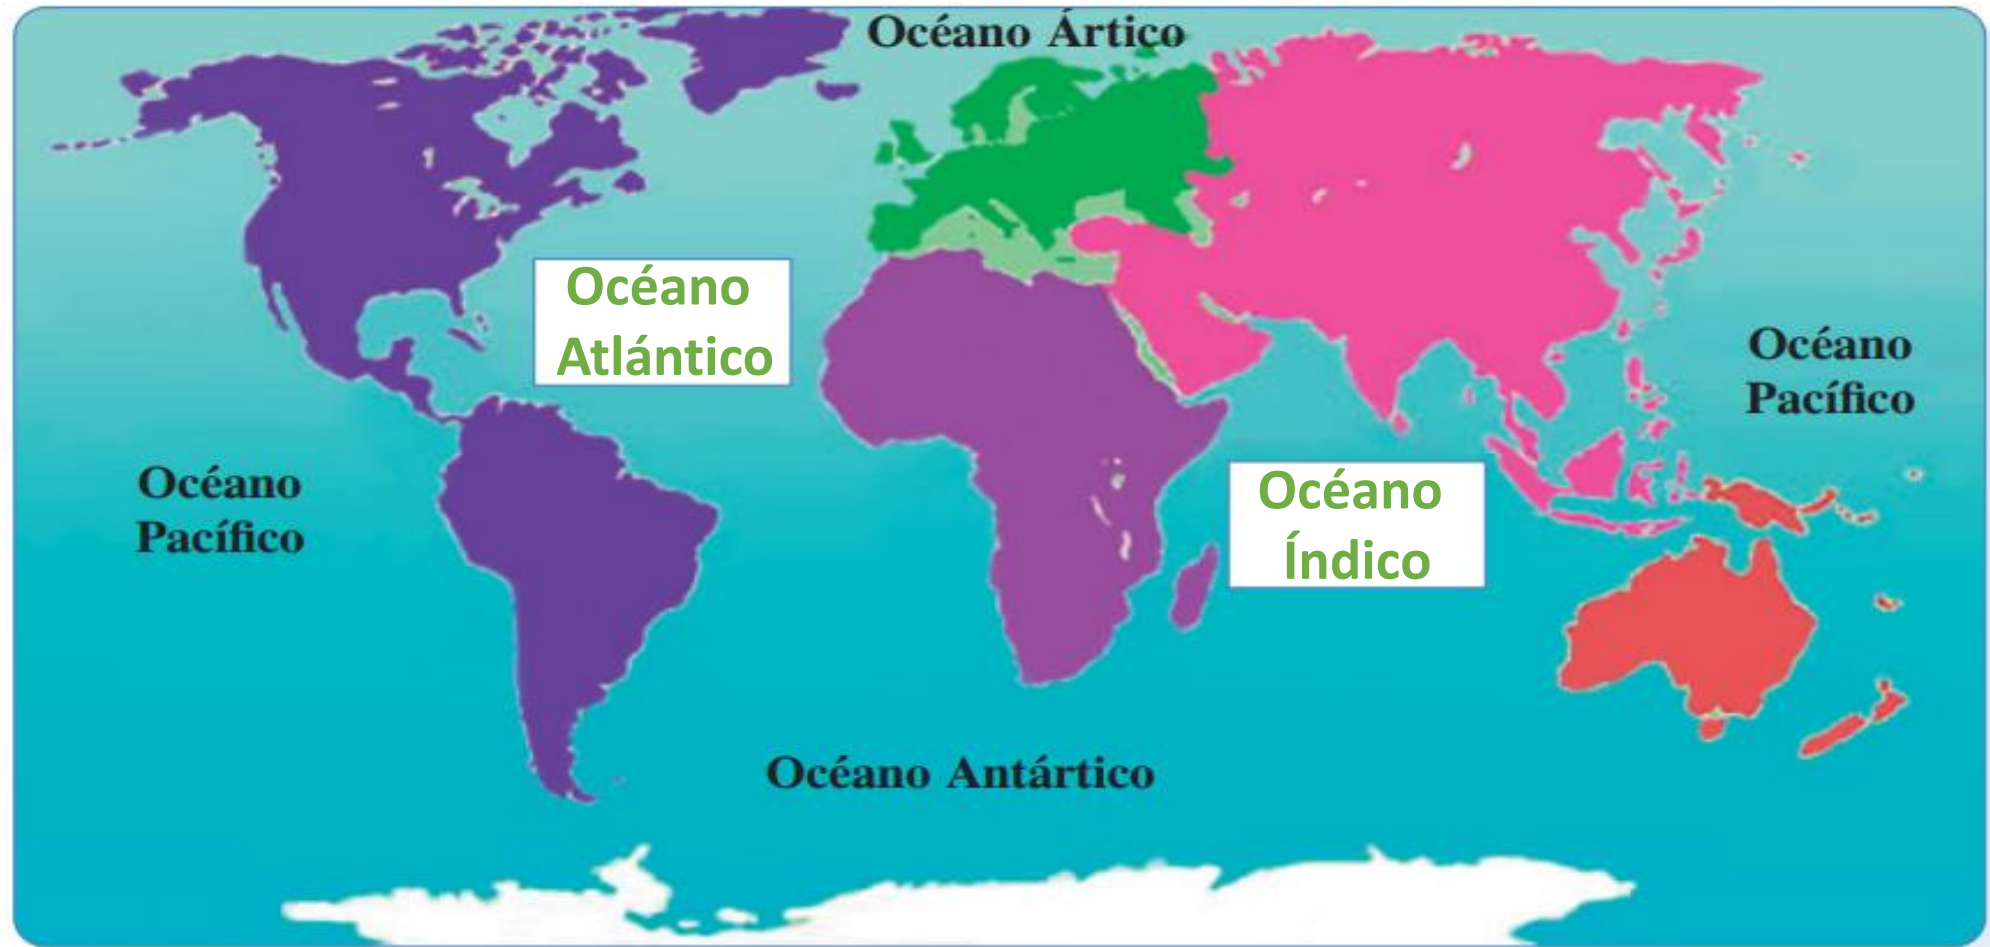 Océano Ártico
Océano
Atlántico
Océano
Pacífico
Océano
Pacífico
Océano
Índico
Océano Antártico